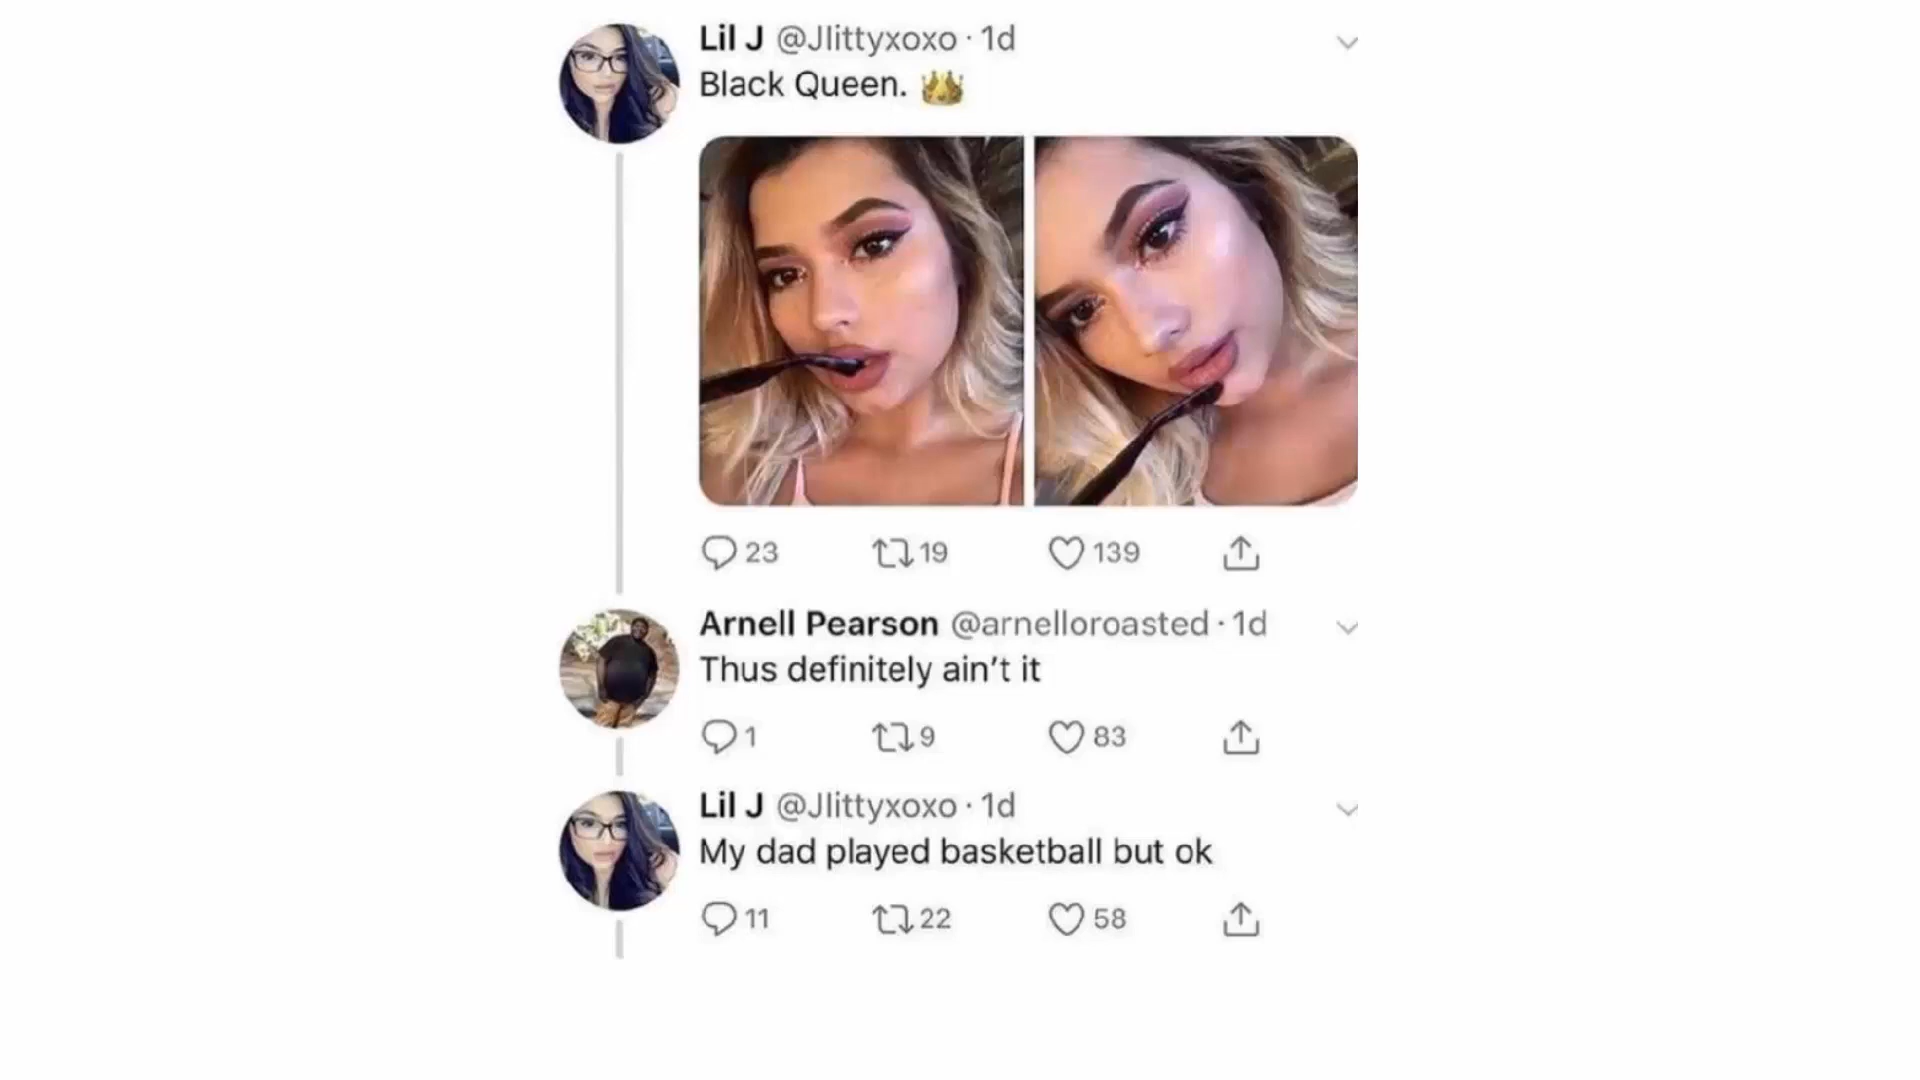 Lil J @Jlittyxoxo · 1d
Black Queen. 👑
23 19 139
Arnell Pearson @arnelloroasted · 1d
Thus definitely ain’t it
1 9 83
Lil J @Jlittyxoxo · 1d
My dad played basketball but ok
11 22 58